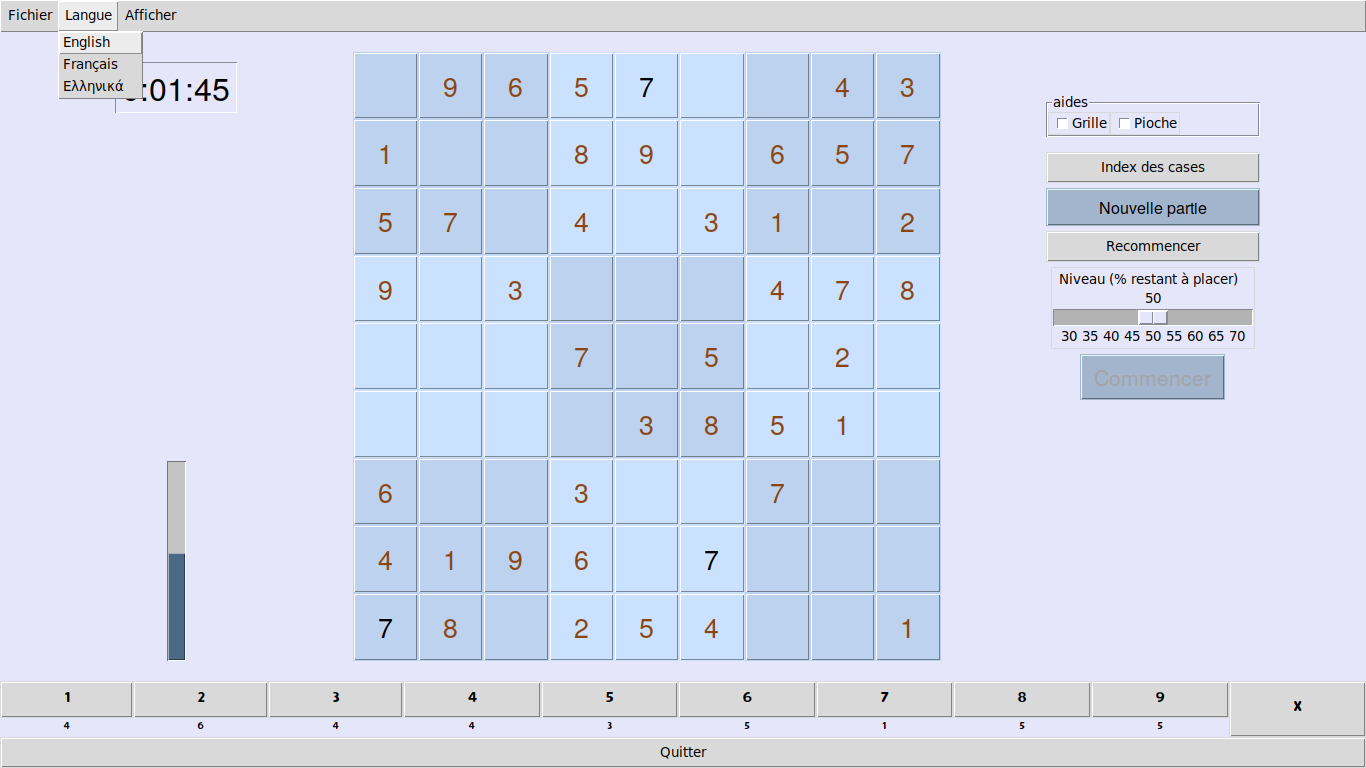 Fichier Langue Afficher
English
Français
Ελληνικά
:01:45
9 6 5 7 4 3
1 8 9 6 5 7
5 7 4 3 1 2
9 3 4 7 8
7 5 2
3 8 5 1
6 3 7
4 1 9 6 7
7 8 2 5 4 1
aides
Grille Pioche
Index des cases
Nouvelle partie
Recommencer
Niveau (% restant à placer)
50
30 35 40 45 50 55 60 65 70
Commencer
1 2 3 4 5 6 7 8 9 x
4 6 4 4 3 5 1 5 5
Quitter